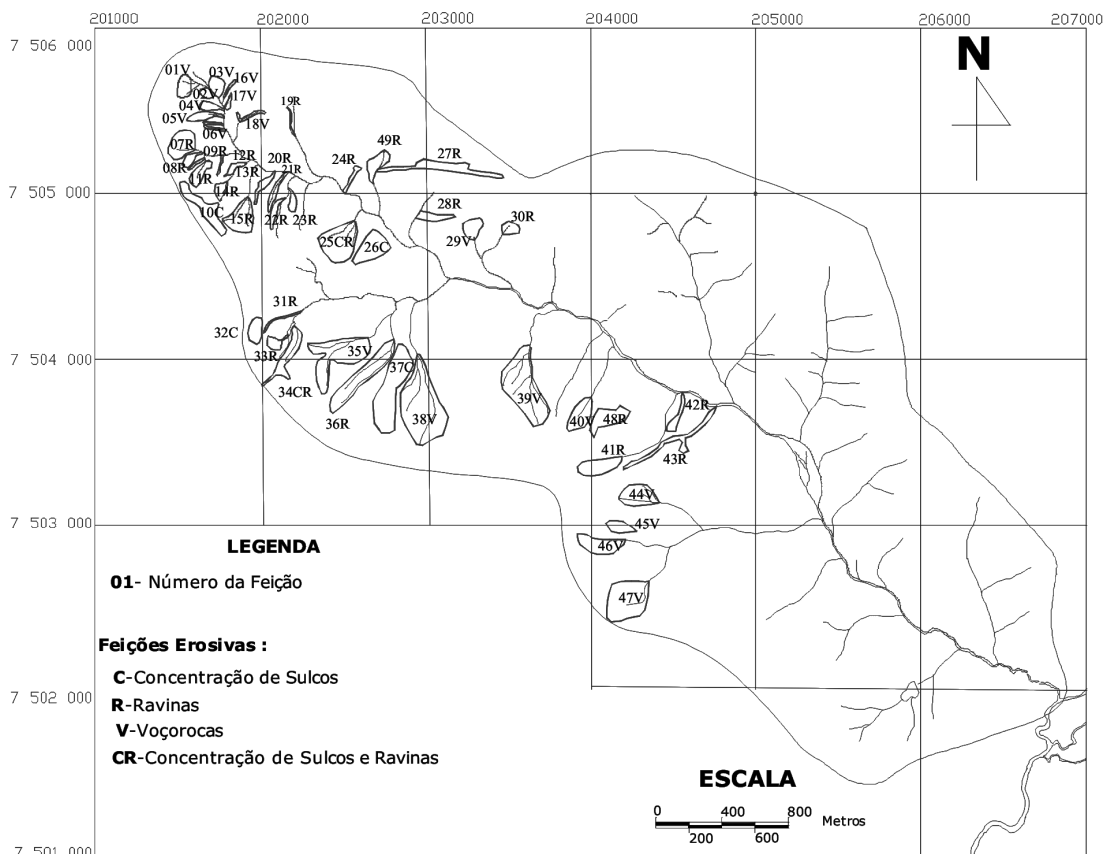 201000 202000 203000 204000 205000 206000 207000
7 506 000
01V 03V 16V
02V 17V
04V 19R
05V 18V
06V
07R 49R
09R 12R 20R 24R 27R
08R 13R 21R
11R
14R
7 505 000
10C 15R 22R 23R 28R 30R
25CR 26C 29V
31R
32C
33R 35V
7 504 000
34CR 37C
36R 38V 39V 40V 48R 42R
41R 43R
44V
7 503 000
45V
46V
47V
7 502 000
7 501 000
N
LEGENDA
01- Número da Feição
Feições Erosivas :
C-Concentração de Sulcos
R-Ravinas
V-Voçorocas
CR-Concentração de Sulcos e Ravinas
ESCALA
0 400 800
Metros
200 600